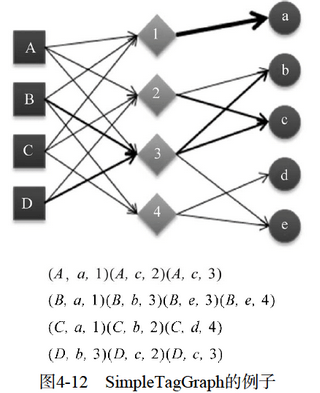 A
B
C
D
1
2
3
4
a
b
c
d
e
(A, a, 1)(A, c, 2)(A, c, 3)
(B, a, 1)(B, b, 3)(B, e, 3)(B, e, 4)
(C, a, 1)(C, b, 2)(C, d, 4)
(D, b, 3)(D, c, 2)(D, c, 3)
图4-12 SimpleTagGraph的例子